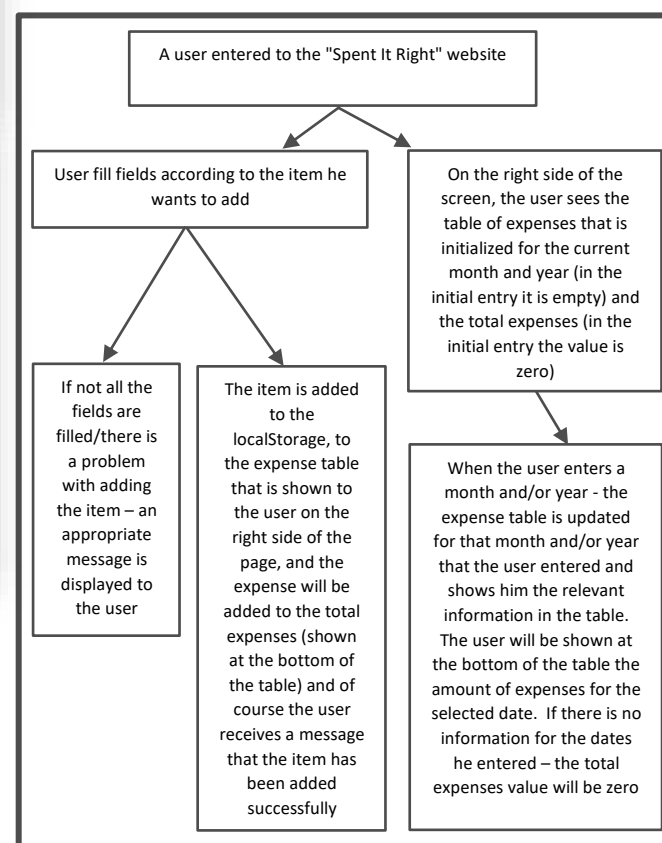 A user entered to the "Spent It Right" website
User fill fields according to the item he
wants to add
On the right side of the
screen, the user sees the
table of expenses that is
initialized for the current
month and year (in the
initial entry it is empty) and
the total expenses (in the
initial entry the value is
zero)
If not all the
fields are
filled/there is
a problem
with adding
the item – an
appropriate
message is
displayed to
the user
The item is added
to the
localStorage, to
the expense table
that is shown to
the user on the
right side of the
page, and the
expense will be
added to the total
expenses (shown
at the bottom of
the table) and of
course the user
receives a message
that the item has
been added
successfully
When the user enters a
month and/or year - the
expense table is updated
for that month and/or year
that the user entered and
shows him the relevant
information in the table.
The user will be shown at
the bottom of the table the
amount of expenses for the
selected date.  If there is no
information for the dates
he entered – the total
expenses value will be zero